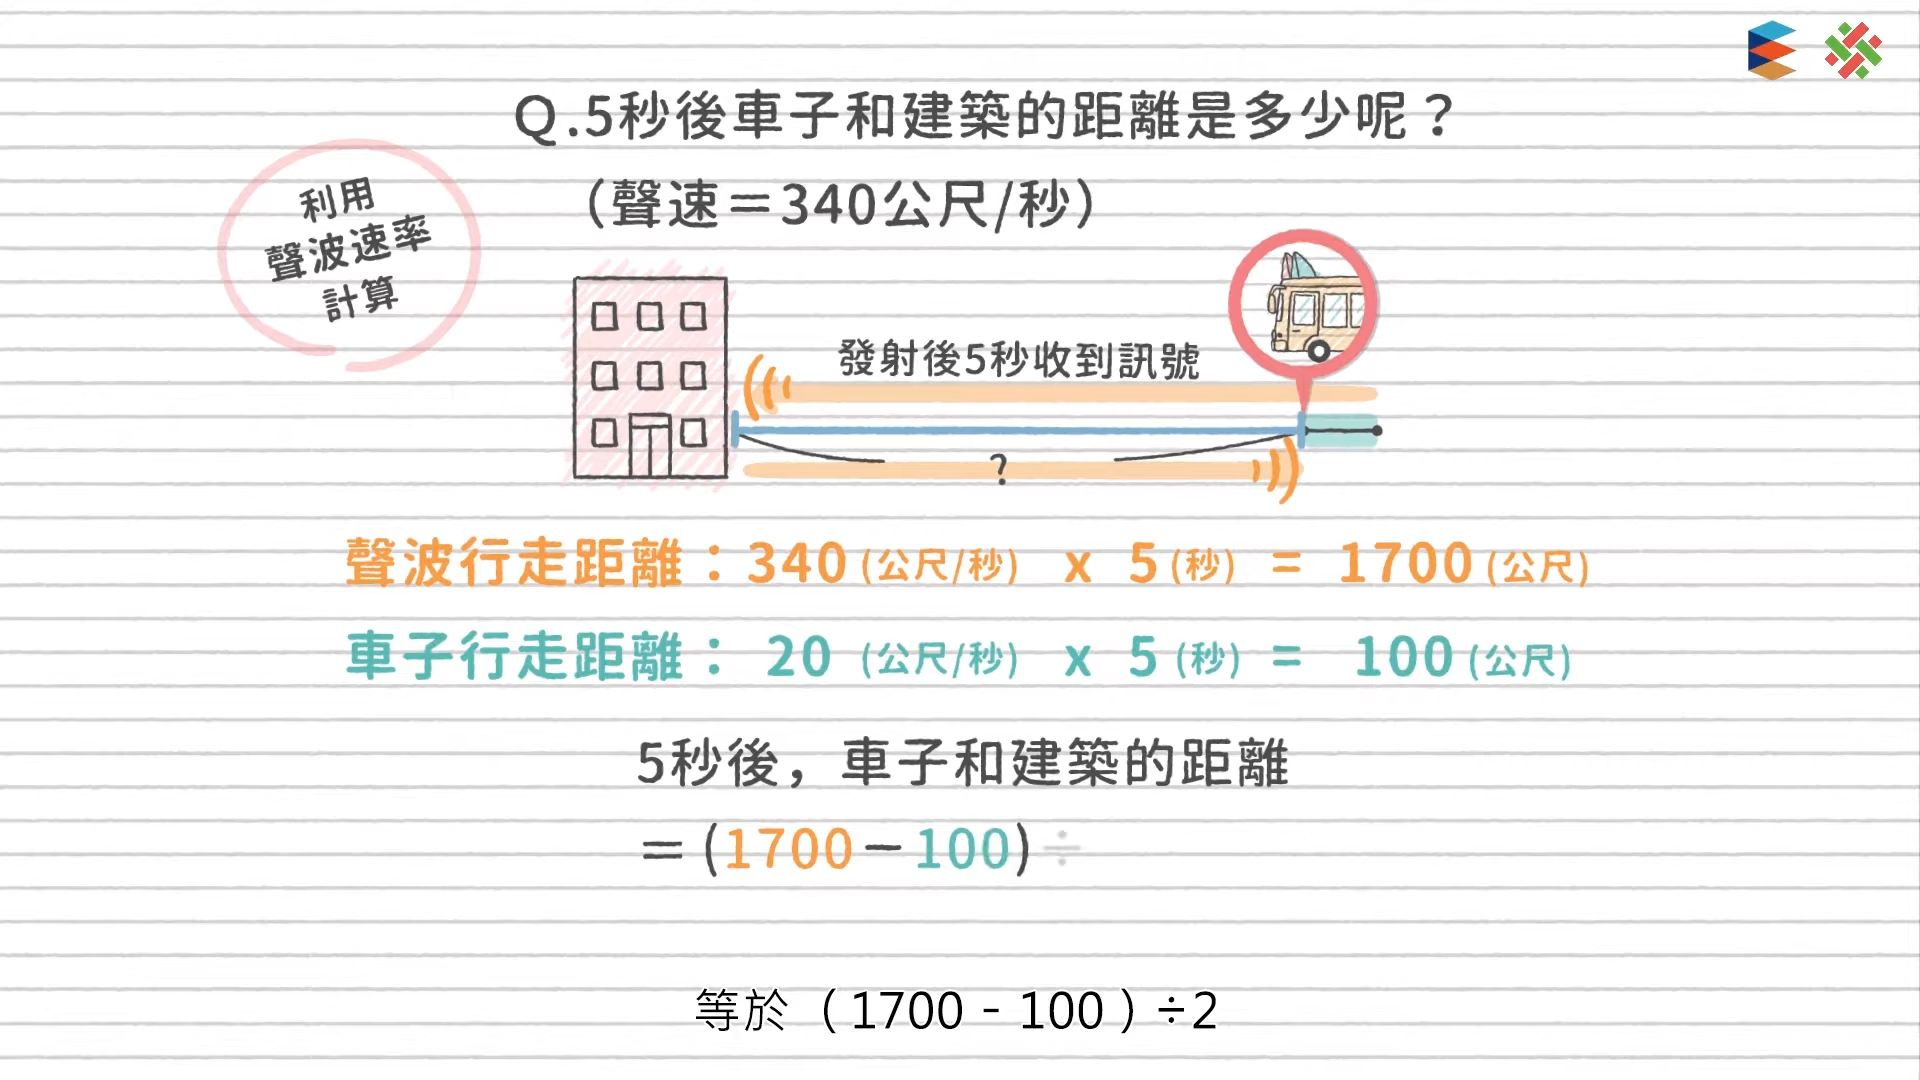 Q.5秒後車子和建築的距離是多少呢？
（聲速＝340公尺/秒）
利用
聲波速率
計算
發射後5秒收到訊號
?
聲波行走距離：340(公尺/秒) x 5(秒) = 1700(公尺)
車子行走距離：20(公尺/秒) x 5(秒) = 100(公尺)
5秒後，車子和建築的距離
＝(1700－100)÷
等於（1700 - 100）÷2